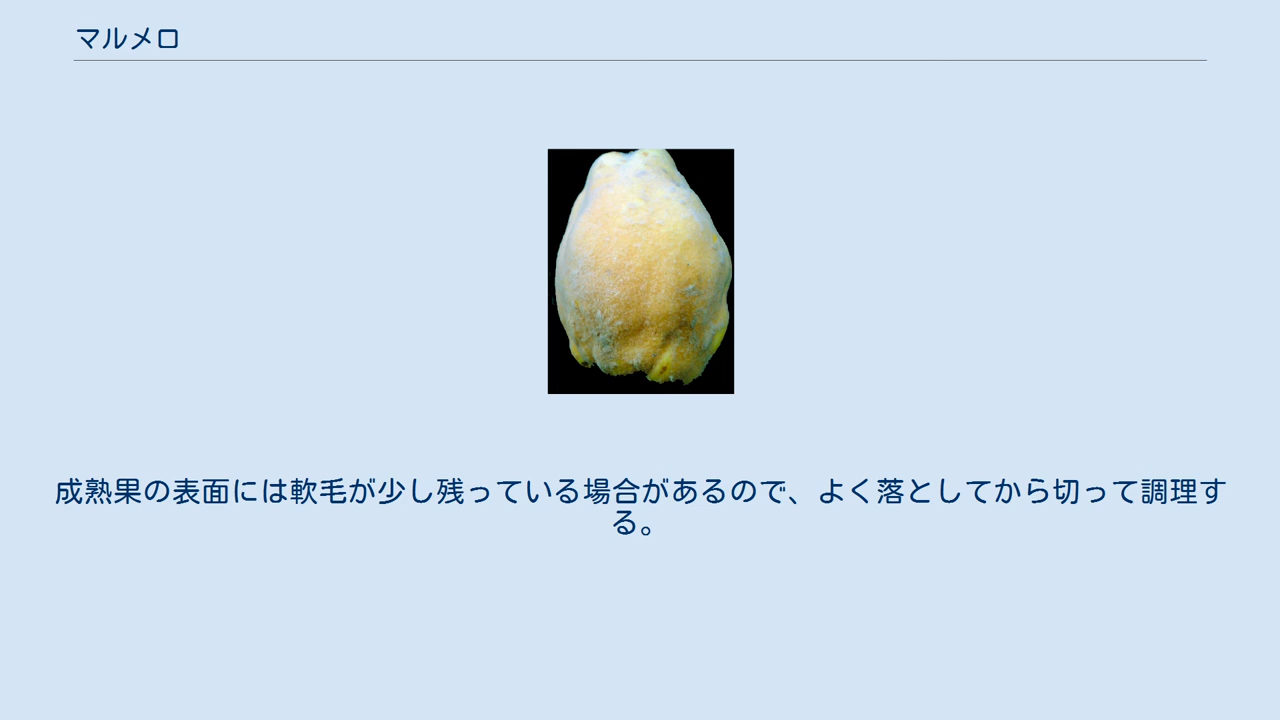 マルメロ
成熟果の表面には軟毛が少し残っている場合があるので、よく落としてから切って調理す
る。